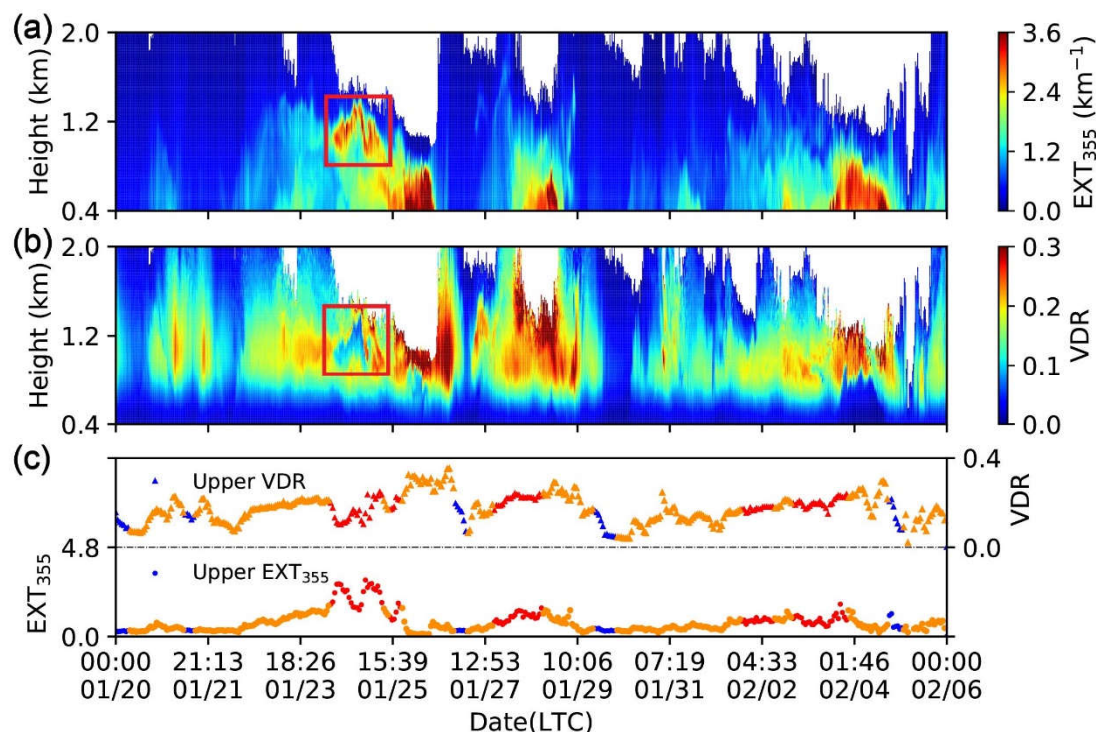 (a)
2.0
1.2
0.4
Height (km)
3.6
2.4
1.2
0.0
EXT₃₅₅ (km⁻¹)
(b)
2.0
1.2
0.4
Height (km)
0.3
0.2
0.1
0.0
VDR
(c)
Upper VDR
0.4
0.0
VDR
4.8
0.0
EXT₃₅₅
Upper EXT₃₅₅
00:00 21:13 18:26 15:39 12:53 10:06 07:19 04:33 01:46 00:00
01/20 01/21 01/23 01/25 01/27 01/29 01/31 02/02 02/04 02/06
Date(LTC)